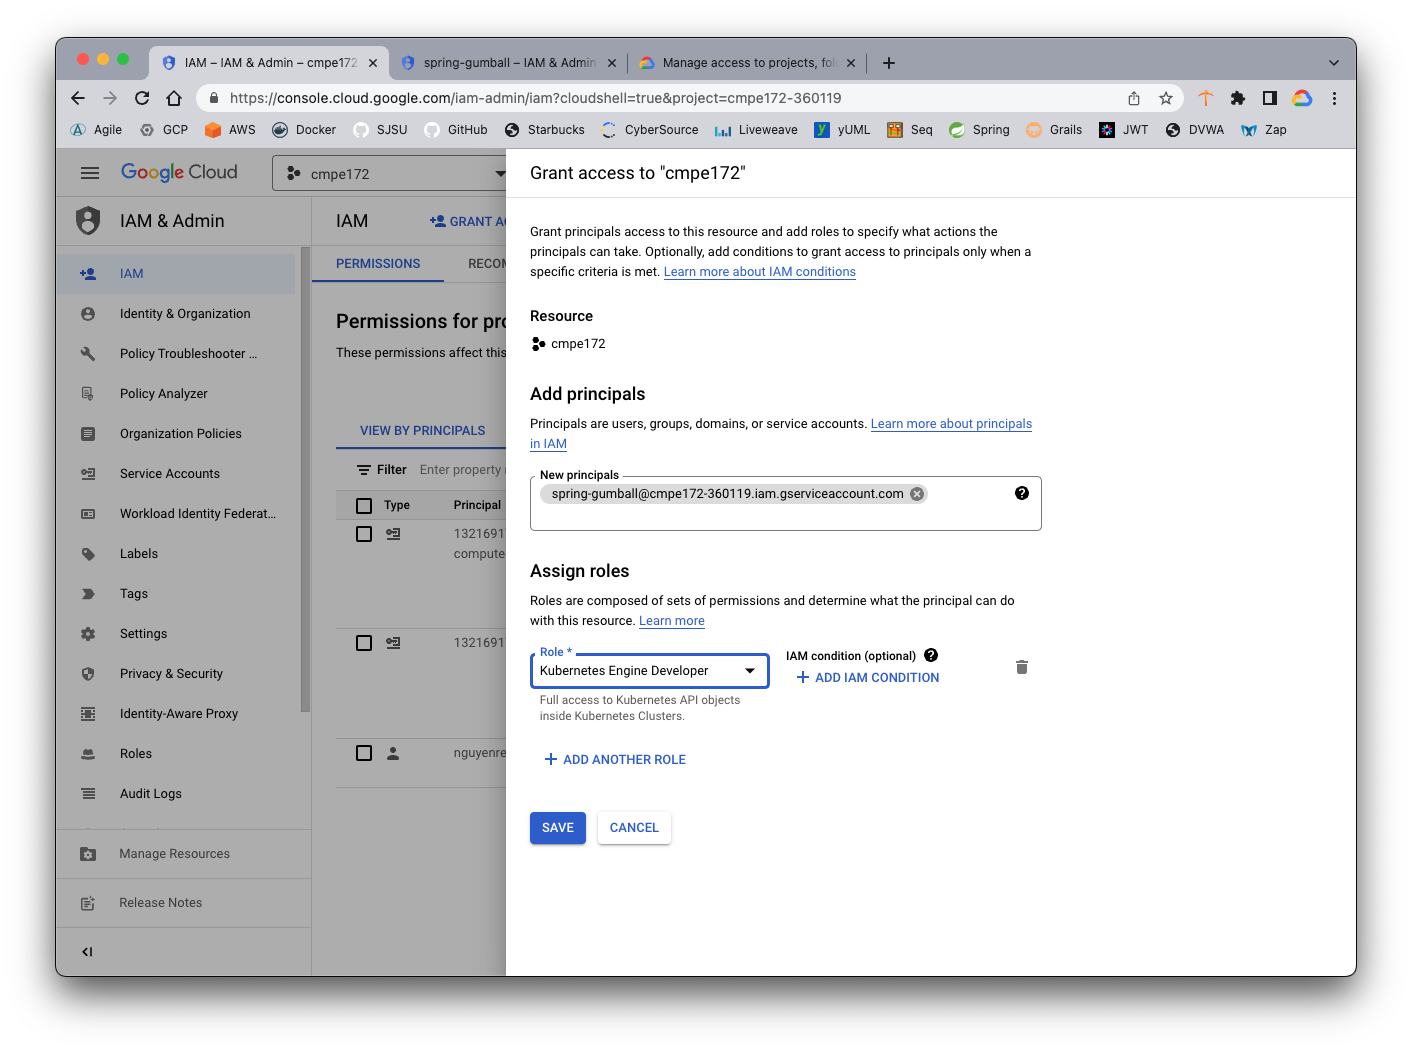 IAM – IAM & Admin – cmpe172
spring-gumball – IAM & Admin
Manage access to projects, fol
https://console.cloud.google.com/iam-admin/iam?cloudshell=true&project=cmpe172-360119
Agile GCP AWS Docker SJSU GitHub Starbucks CyberSource Liveweave yUML Seq Spring Grails JWT DVWA Zap
Google Cloud
cmpe172
IAM & Admin
IAM
Identity & Organization
Policy Troubleshooter ...
Policy Analyzer
Organization Policies
Service Accounts
Workload Identity Federat...
Labels
Tags
Settings
Privacy & Security
Identity-Aware Proxy
Roles
Audit Logs
Manage Resources
Release Notes
IAM
GRANT AC
PERMISSIONS
RECOM
Permissions for pro
These permissions affect this
VIEW BY PRINCIPALS
Filter Enter property
Type Principal
1321691
compute
1321691
nguyenre
Grant access to "cmpe172"
Grant principals access to this resource and add roles to specify what actions the
principals can take. Optionally, add conditions to grant access to principals only when a
specific criteria is met. Learn more about IAM conditions
Resource
cmpe172
Add principals
Principals are users, groups, domains, or service accounts. Learn more about principals
in IAM
New principals
spring-gumball@cmpe172-360119.iam.gserviceaccount.com
Assign roles
Roles are composed of sets of permissions and determine what the principal can do
with this resource. Learn more
Role *
Kubernetes Engine Developer
Full access to Kubernetes API objects
inside Kubernetes Clusters.
IAM condition (optional)
ADD IAM CONDITION
ADD ANOTHER ROLE
SAVE
CANCEL